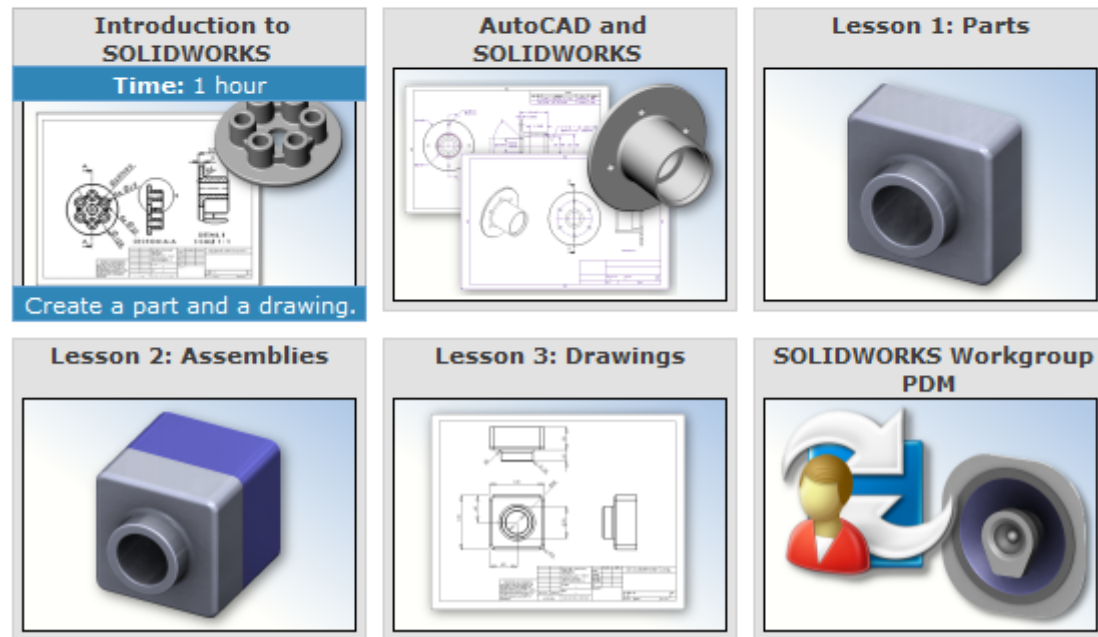 Introduction to
SOLIDWORKS
Time: 1 hour
Create a part and a drawing.
AutoCAD and
SOLIDWORKS
Lesson 1: Parts
Lesson 2: Assemblies
Lesson 3: Drawings
SOLIDWORKS Workgroup
PDM